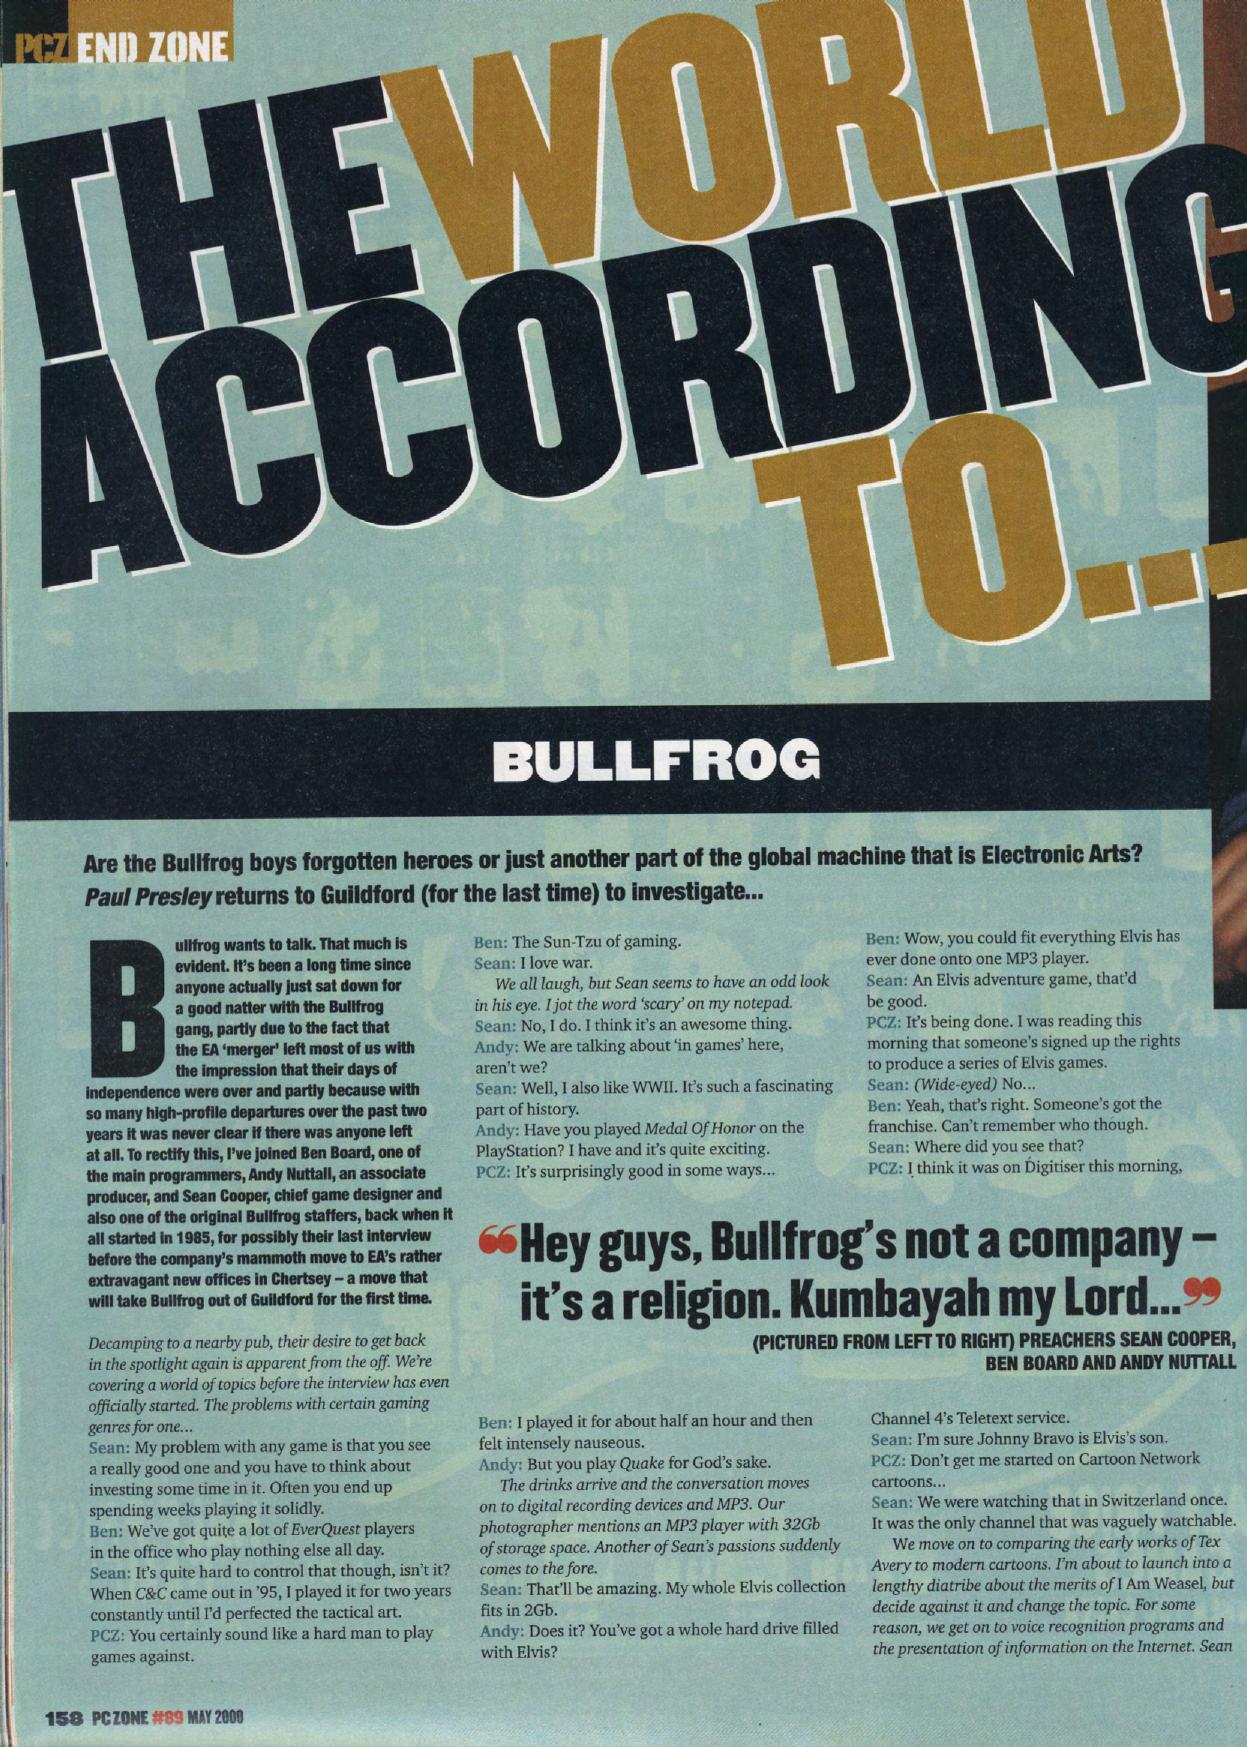 PCZ END ZONE
THE WORLD
ACCORDING
TO...
BULLFROG
Are the Bullfrog boys forgotten heroes or just another part of the global machine that is Electronic Arts?
Paul Presley returns to Guildford (for the last time) to investigate...
Bullfrog wants to talk. That much is
evident. It's been a long time since
anyone actually just sat down for
a good natter with the Bullfrog
gang, partly due to the fact that
the EA 'merger' left most of us with
the impression that their days of
independence were over and partly because with
so many high-profile departures over the past two
years it was never clear if there was anyone left
at all. To rectify this, I've joined Ben Board, one of
the main programmers, Andy Nuttall, an associate
producer, and Sean Cooper, chief game designer and
also one of the original Bullfrog staffers, back when it
all started in 1985, for possibly their last interview
before the company's mammoth move to EA's rather
extravagant new offices in Chertsey – a move that
will take Bullfrog out of Guildford for the first time.
Decamping to a nearby pub, their desire to get back
in the spotlight again is apparent from the off. We're
covering a world of topics before the interview has even
officially started. The problems with certain gaming
genres for one...
Sean: My problem with any game is that you see
a really good one and you have to think about
investing some time in it. Often you end up
spending weeks playing it solidly.
Ben: We've got quite a lot of EverQuest players
in the office who play nothing else all day.
Sean: It's quite hard to control that though, isn't it?
When C&C came out in '95, I played it for two years
constantly until I'd perfected the tactical art.
PCZ: You certainly sound like a hard man to play
games against.
Ben: The Sun-Tzu of gaming.
Sean: I love war.
We all laugh, but Sean seems to have an odd look
in his eye. I jot the word 'scary' on my notepad.
Sean: No, I do. I think it's an awesome thing.
Andy: We are talking about 'in games' here,
aren't we?
Sean: Well, I also like WWII. It's such a fascinating
part of history.
Andy: Have you played Medal Of Honor on the
PlayStation? I have and it's quite exciting.
PCZ: It's surprisingly good in some ways...
Ben: I played it for about half an hour and then
felt intensely nauseous.
Andy: But you play Quake for God's sake.
The drinks arrive and the conversation moves
on to digital recording devices and MP3. Our
photographer mentions an MP3 player with 32Gb
of storage space. Another of Sean's passions suddenly
comes to the fore.
Sean: That'll be amazing. My whole Elvis collection
fits in 2Gb.
Andy: Does it? You've got a whole hard drive filled
with Elvis?
Ben: Wow, you could fit everything Elvis has
ever done onto one MP3 player.
Sean: An Elvis adventure game, that'd
be good.
PCZ: It's being done. I was reading this
morning that someone's signed up the rights
to produce a series of Elvis games.
Sean: (Wide-eyed) No...
Ben: Yeah, that's right. Someone's got the
franchise. Can't remember who though.
Sean: Where did you see that?
PCZ: I think it was on Digitiser this morning,
Channel 4's Teletext service.
Sean: I'm sure Johnny Bravo is Elvis's son.
PCZ: Don't get me started on Cartoon Network
cartoons...
Sean: We were watching that in Switzerland once.
It was the only channel that was vaguely watchable.
We move on to comparing the early works of Tex
Avery to modern cartoons. I'm about to launch into a
lengthy diatribe about the merits of I Am Weasel, but
decide against it and change the topic. For some
reason, we get on to voice recognition programs and
the presentation of information on the Internet. Sean
“Hey guys, Bullfrog's not a company –
it's a religion. Kumbayah my Lord...”
(PICTURED FROM LEFT TO RIGHT) PREACHERS SEAN COOPER,
BEN BOARD AND ANDY NUTTALL
158 PC ZONE #89 MAY 2000